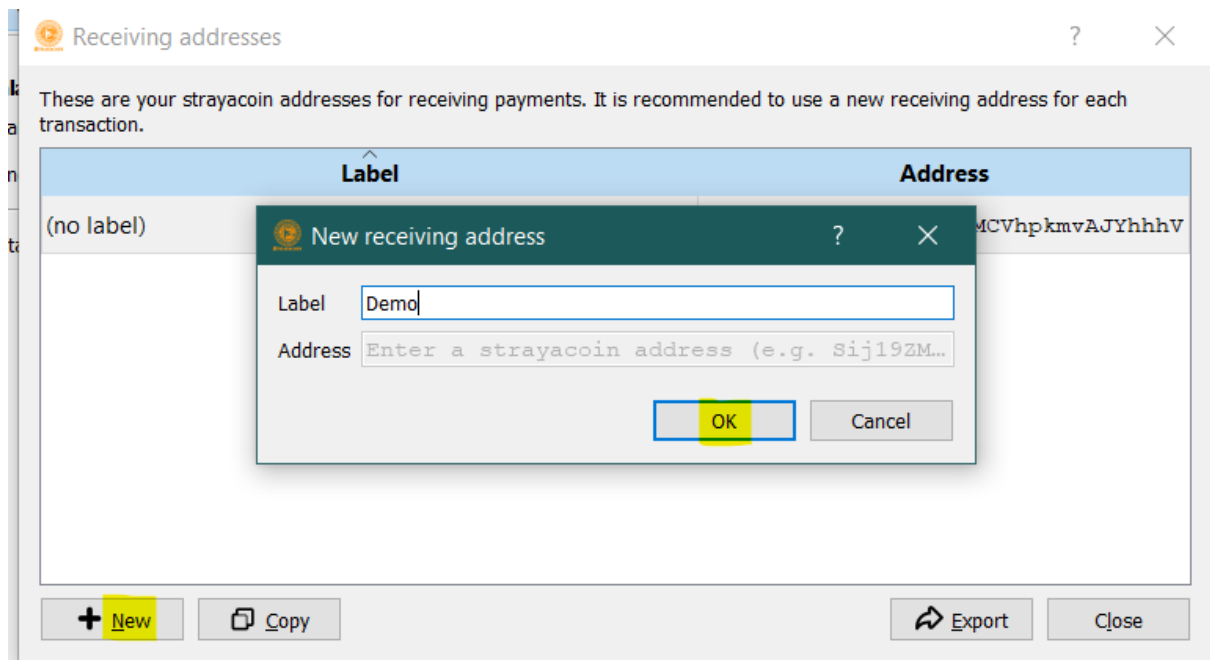 Receiving addresses
These are your strayacoin addresses for receiving payments. It is recommended to use a new receiving address for each
transaction.
Label Address
(no label) MCVhpkmvAJYhhhV
New receiving address
Label Demo
Address Enter a strayacoin address (e.g. Sij19ZM…
OK Cancel
New Copy Export Close